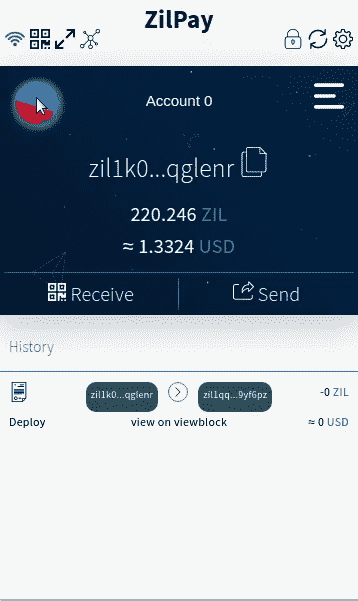 ZilPay
Account 0
zil1k0...qglenr
220.246 ZIL
≈ 1.3324 USD
Receive
Send
History
zil1k0...qglenr
zil1qq...9yf6pz
-0 ZIL
Deploy
view on viewblock
≈ 0 USD